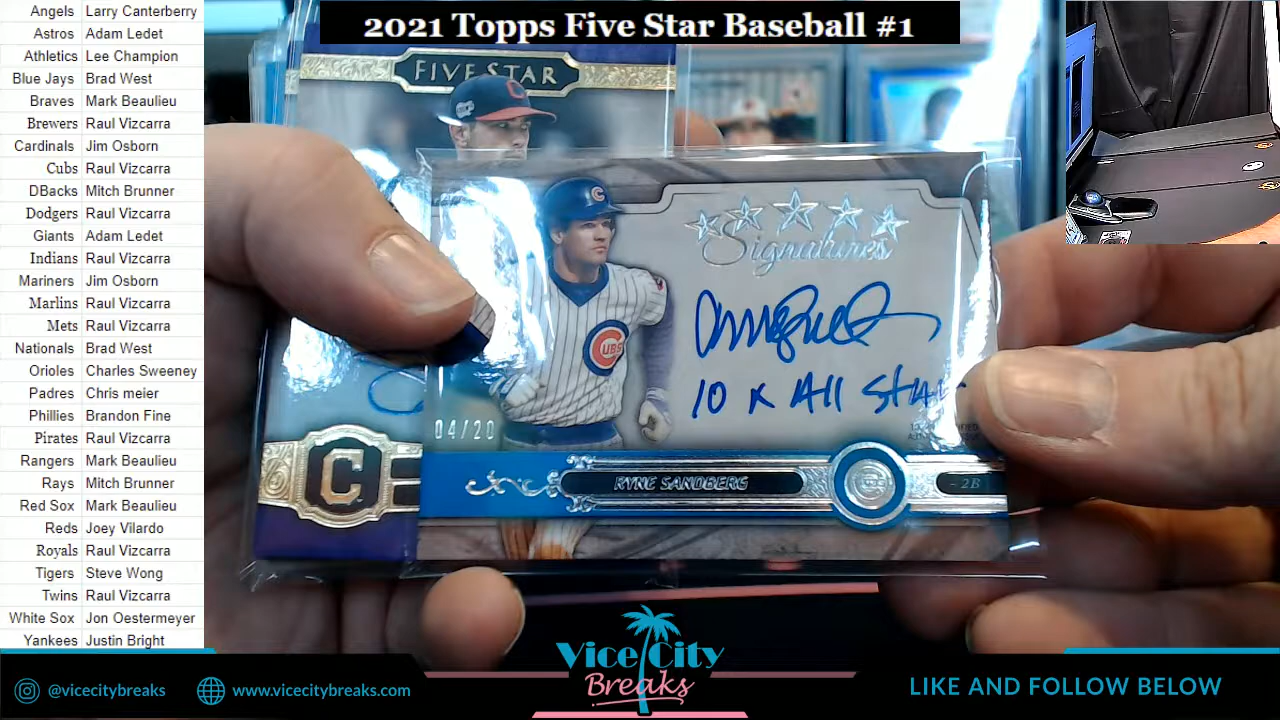 2021 Topps Five Star Baseball #1
Angels Larry Canterberry
Astros Adam Ledet
Athletics Lee Champion
Blue Jays Brad West
Braves Mark Beaulieu
Brewers Raul Vizcarra
Cardinals Jim Osborn
Cubs Raul Vizcarra
DBacks Mitch Brunner
Dodgers Raul Vizcarra
Giants Adam Ledet
Indians Raul Vizcarra
Mariners Jim Osborn
Marlins Raul Vizcarra
Mets Raul Vizcarra
Nationals Brad West
Orioles Charles Sweeney
Padres Chris meier
Phillies Brandon Fine
Pirates Raul Vizcarra
Rangers Mark Beaulieu
Rays Mitch Brunner
Red Sox Mark Beaulieu
Reds Joey Vilardo
Royals Raul Vizcarra
Tigers Steve Wong
Twins Raul Vizcarra
White Sox Jon Oestermeyer
Yankees Justin Bright
FIVE STAR
C
Signatures
C
CUBS
10 x All Star
04/20
C
RYNE SANDBERG
2B
Vice City
Breaks
@vicecitybreaks
www.vicecitybreaks.com
LIKE AND FOLLOW BELOW